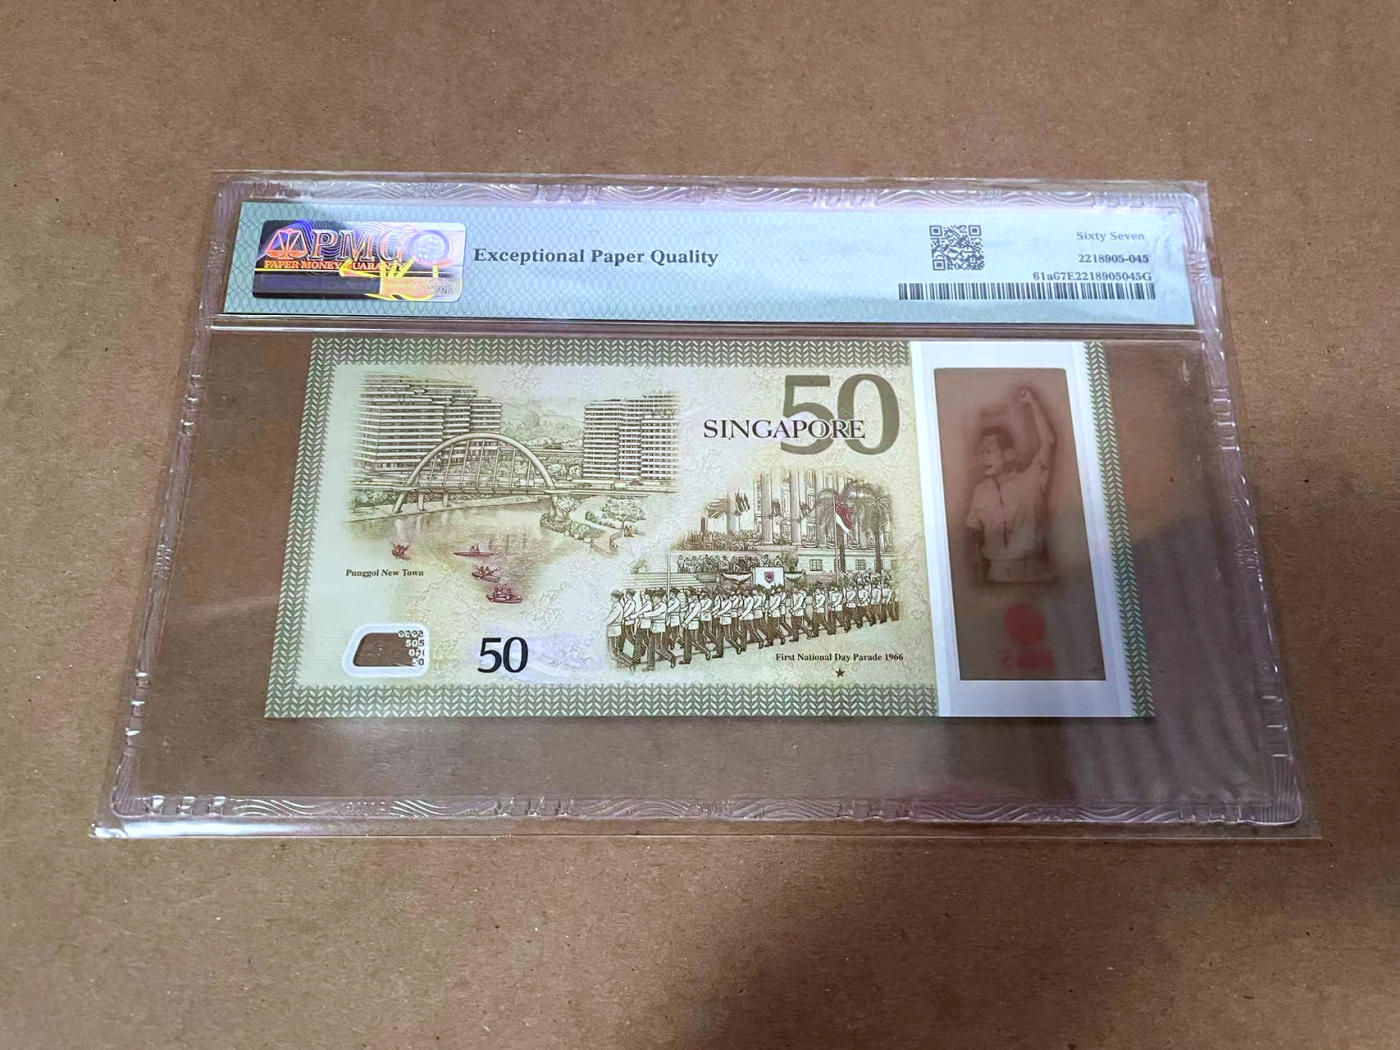 PMG
PAPER MONEY GUARANTY
Exceptional Paper Quality
Sixty Seven
2218905-045
61a67E2218905045G
50
SINGAPORE
Punggol New Town
50
First National Day Parade 1966